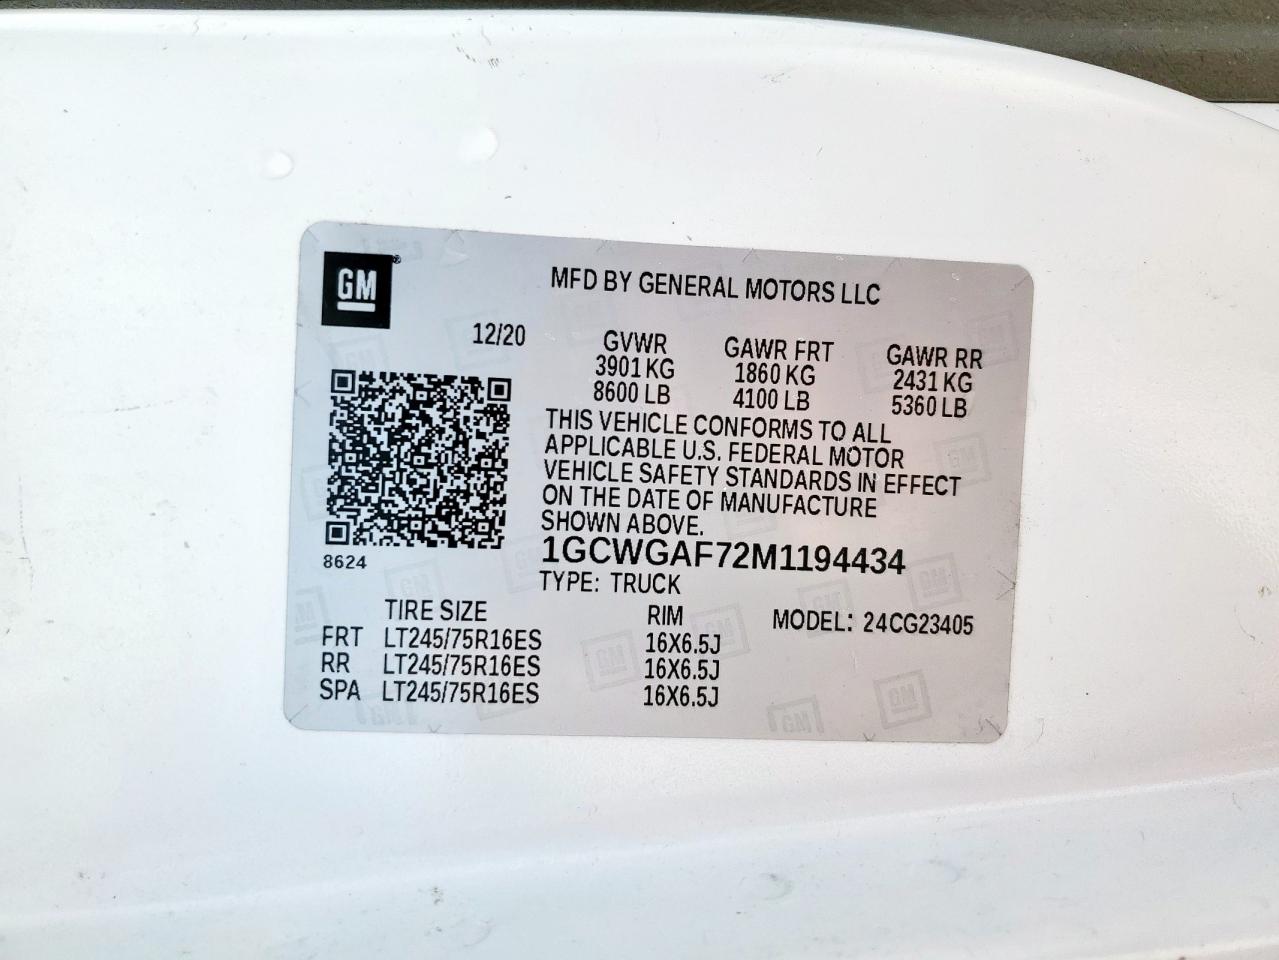 GM
MFD BY GENERAL MOTORS LLC
12/20
GVWR GAWR FRT GAWR RR
3901 KG 1860 KG 2431 KG
8600 LB 4100 LB 5360 LB
THIS VEHICLE CONFORMS TO ALL
APPLICABLE U.S. FEDERAL MOTOR
VEHICLE SAFETY STANDARDS IN EFFECT
ON THE DATE OF MANUFACTURE
SHOWN ABOVE.
8624
1GCWGAF72M1194434
TYPE: TRUCK
TIRE SIZE RIM MODEL: 24CG23405
FRT LT245/75R16ES 16X6.5J
RR LT245/75R16ES 16X6.5J
SPA LT245/75R16ES 16X6.5J